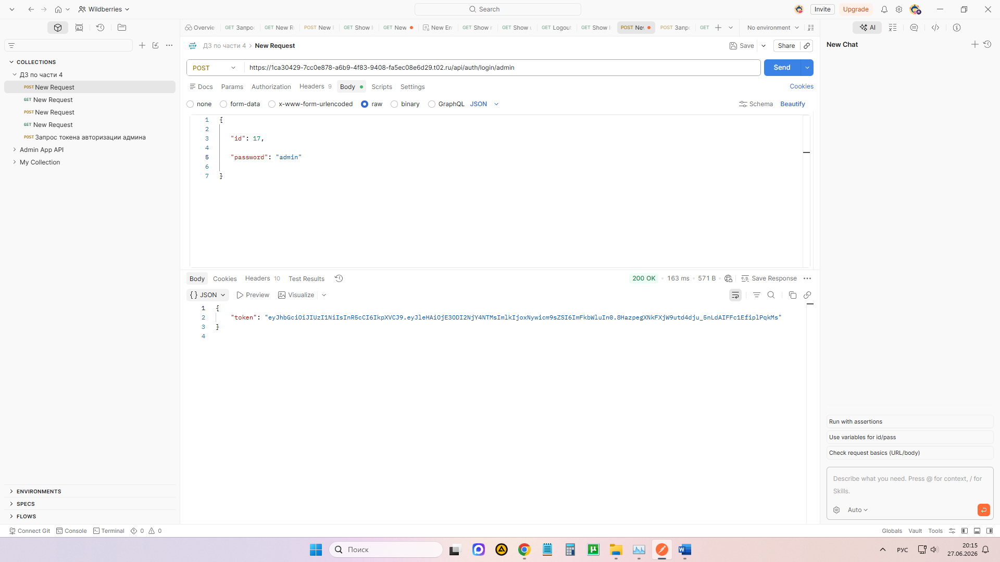 Wildberries
Search
Invite
Upgrade
Overvie
GET Запрос
GET New R
POST New
GET Show
GET New
New En
GET Show
GET Show
GET Logout
GET Show
POST New
POST Запр
GET
No environment
AI
ДЗ по части 4 > New Request
Save
Share
New Chat
COLLECTIONS
ДЗ по части 4
POST New Request
GET New Request
POST New Request
GET New Request
POST Запрос токена авторизации админа
Admin App API
My Collection
POST
https://1ca30429-7cc0e878-a6b9-4f83-9408-fa5ec08e6d29.t02.ru/api/auth/login/admin
Send
Docs
Params
Authorization
Headers 9
Body
Scripts
Settings
Cookies
none
form-data
x-www-form-urlencoded
raw
binary
GraphQL
JSON
Schema
Beautify
1 {
2
3 "id": 17,
4
5 "password": "admin"
6
7 }
Body
Cookies
Headers 10
Test Results
200 OK
163 ms
571 B
Save Response
{} JSON
Preview
Visualize
1 {
2 "token": "eyJhbGciOiJIUzI1NiIsInR5cCI6IkpXVCJ9.eyJleHAiOjE3ODI2NjY4NTMsImlkIjoxNywicm9sZSI6ImFkbWluIn0.8HazpegXNkFXjW9utd4dju_5nLdAIFFc1EfiplPqkMs"
3 }
4
Run with assertions
Use variables for id/pass
Check request basics (URL/body)
Describe what you need. Press @ for context, / for
Skills.
Auto
ENVIRONMENTS
SPECS
FLOWS
Connect Git
Console
Terminal
0
0
Globals
Vault
Tools
Поиск
РУС
20:15
27.06.2026